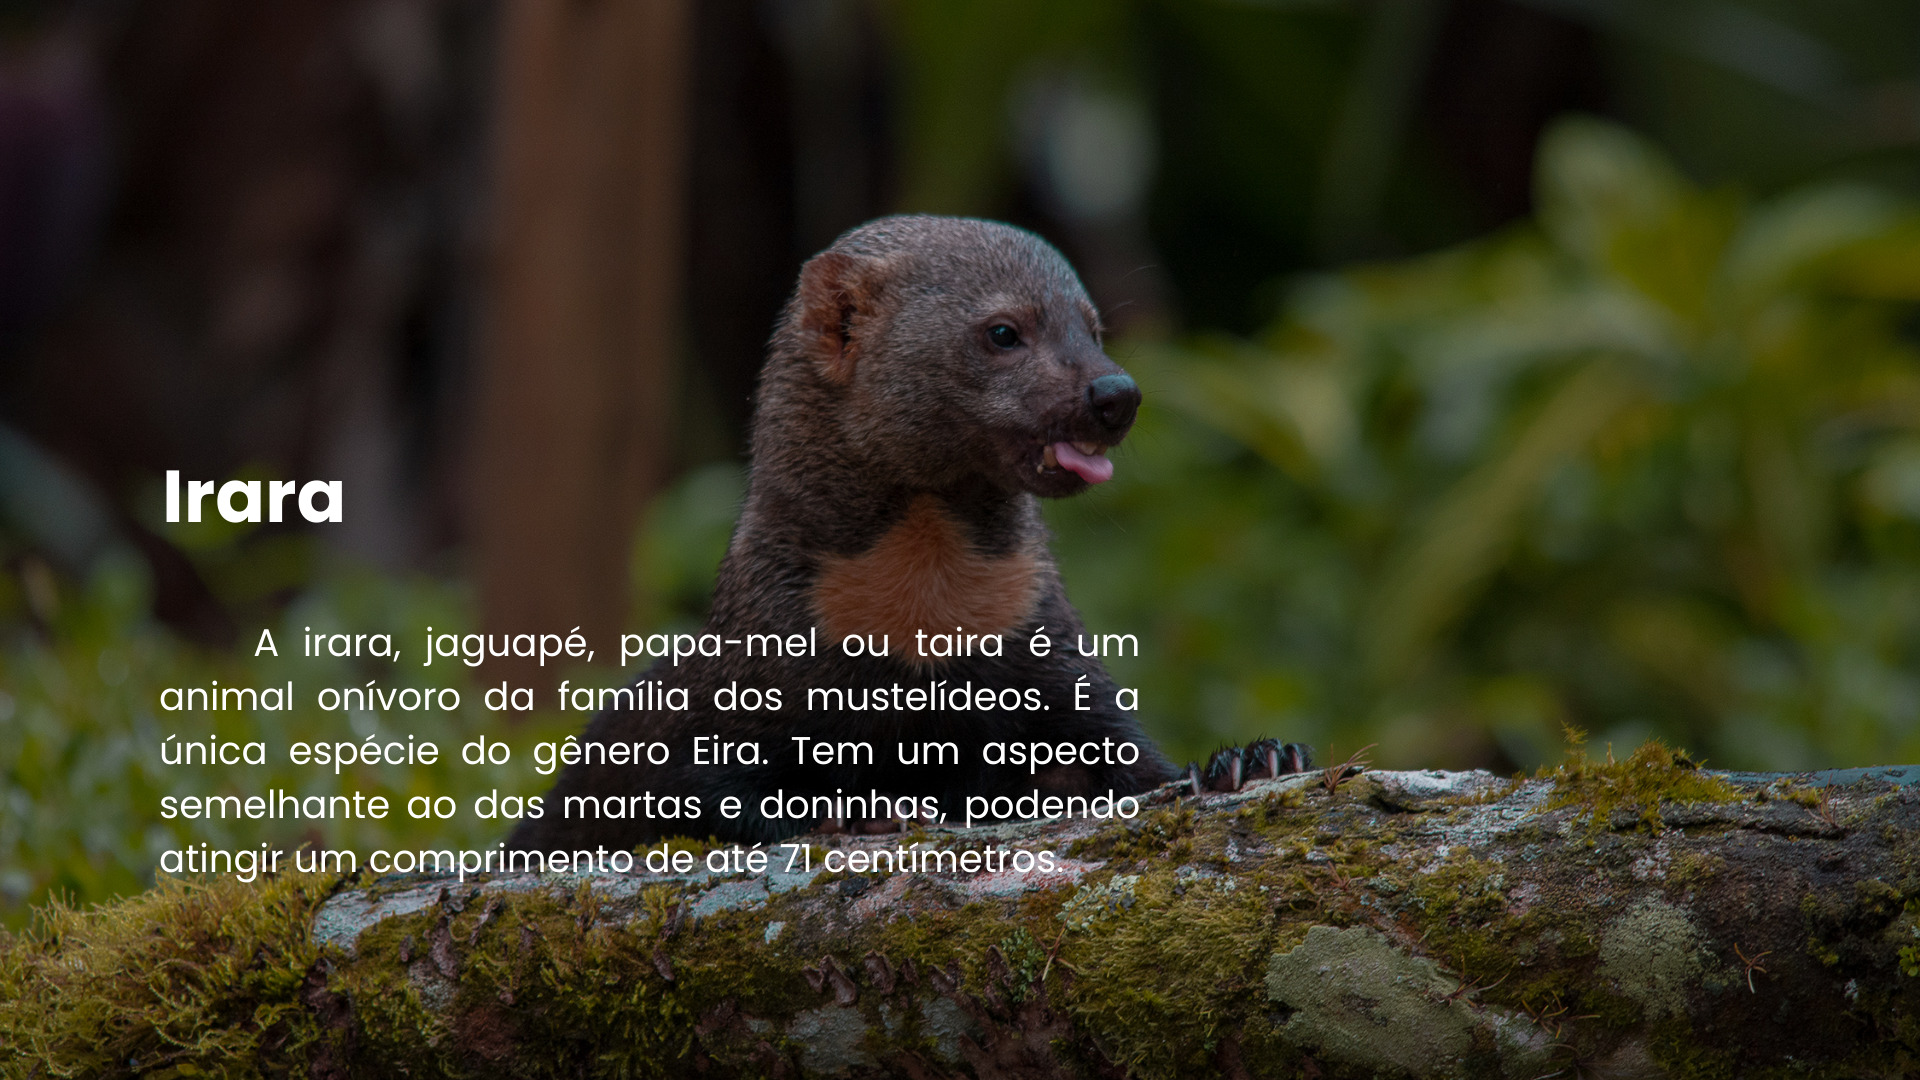 Irara
A irara, jaguapé, papa-mel ou taira é um
animal onívoro da família dos mustelídeos. É a
única espécie do gênero Eira. Tem um aspecto
semelhante ao das martas e doninhas, podendo
atingir um comprimento de até 71 centímetros.